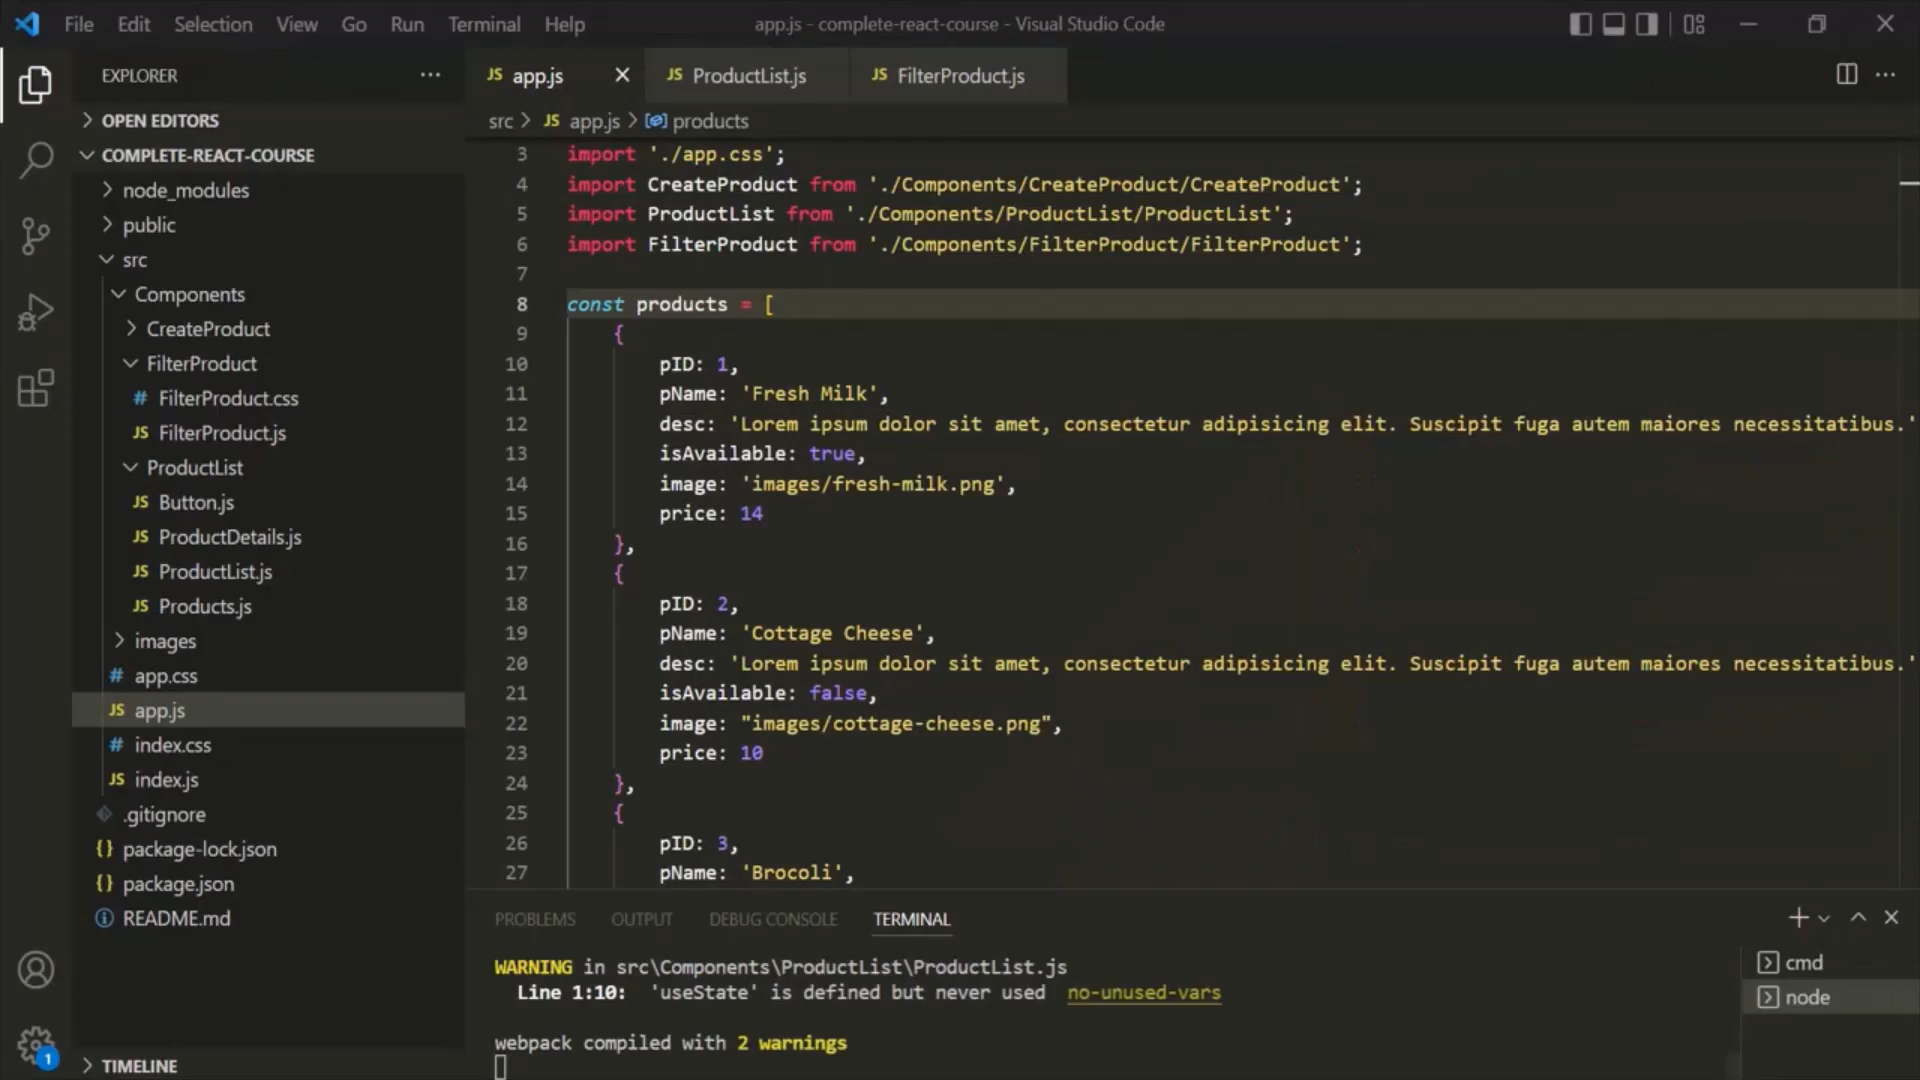 File Edit Selection View Go Run Terminal Help
app.js - complete-react-course - Visual Studio Code
EXPLORER
OPEN EDITORS
COMPLETE-REACT-COURSE
node_modules
public
src
Components
CreateProduct
FilterProduct
# FilterProduct.css
JS FilterProduct.js
ProductList
JS Button.js
JS ProductDetails.js
JS ProductList.js
JS Products.js
images
# app.css
JS app.js
# index.css
JS index.js
.gitignore
{} package-lock.json
{} package.json
README.md
TIMELINE
1
JS app.js
JS ProductList.js
JS FilterProduct.js
src > JS app.js > products
3 import './app.css';
4 import CreateProduct from './Components/CreateProduct/CreateProduct';
5 import ProductList from './Components/ProductList/ProductList';
6 import FilterProduct from './Components/FilterProduct/FilterProduct';
7
8 const products = [
9 {
10 pID: 1,
11 pName: 'Fresh Milk',
12 desc: 'Lorem ipsum dolor sit amet, consectetur adipisicing elit. Suscipit fuga autem maiores necessitatibus.'
13 isAvailable: true,
14 image: 'images/fresh-milk.png',
15 price: 14
16 },
17 {
18 pID: 2,
19 pName: 'Cottage Cheese',
20 desc: 'Lorem ipsum dolor sit amet, consectetur adipisicing elit. Suscipit fuga autem maiores necessitatibus.'
21 isAvailable: false,
22 image: "images/cottage-cheese.png",
23 price: 10
24 },
25 {
26 pID: 3,
27 pName: 'Brocoli',
PROBLEMS OUTPUT DEBUG CONSOLE TERMINAL
WARNING in src\Components\ProductList\ProductList.js
Line 1:10: 'useState' is defined but never used no-unused-vars
webpack compiled with 2 warnings
cmd
node